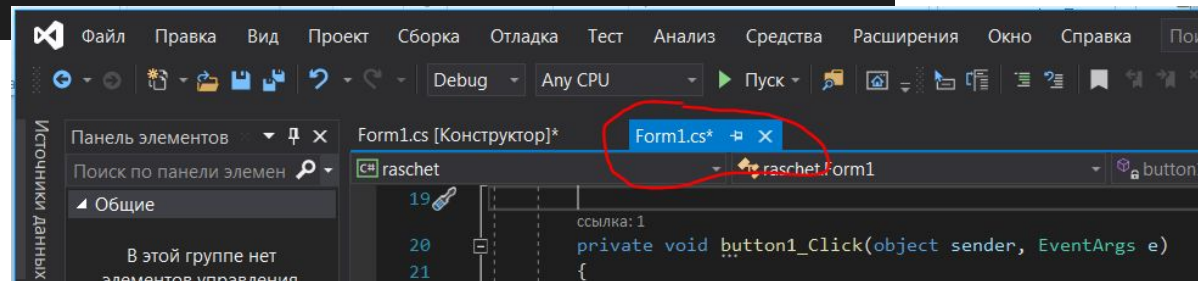 Файл Правка Вид Проект Сборка Отладка Тест Анализ Средства Расширения Окно Справка
Debug Any CPU Пуск
Источники данных
Панель элементов
Form1.cs [Конструктор]*
Form1.cs*
Поиск по панели элемен
C# raschet
raschet.Form1
Общие
19
ссылка: 1
В этой группе нет
20 private void button1_Click(object sender, EventArgs e)
21 {
элементов управления